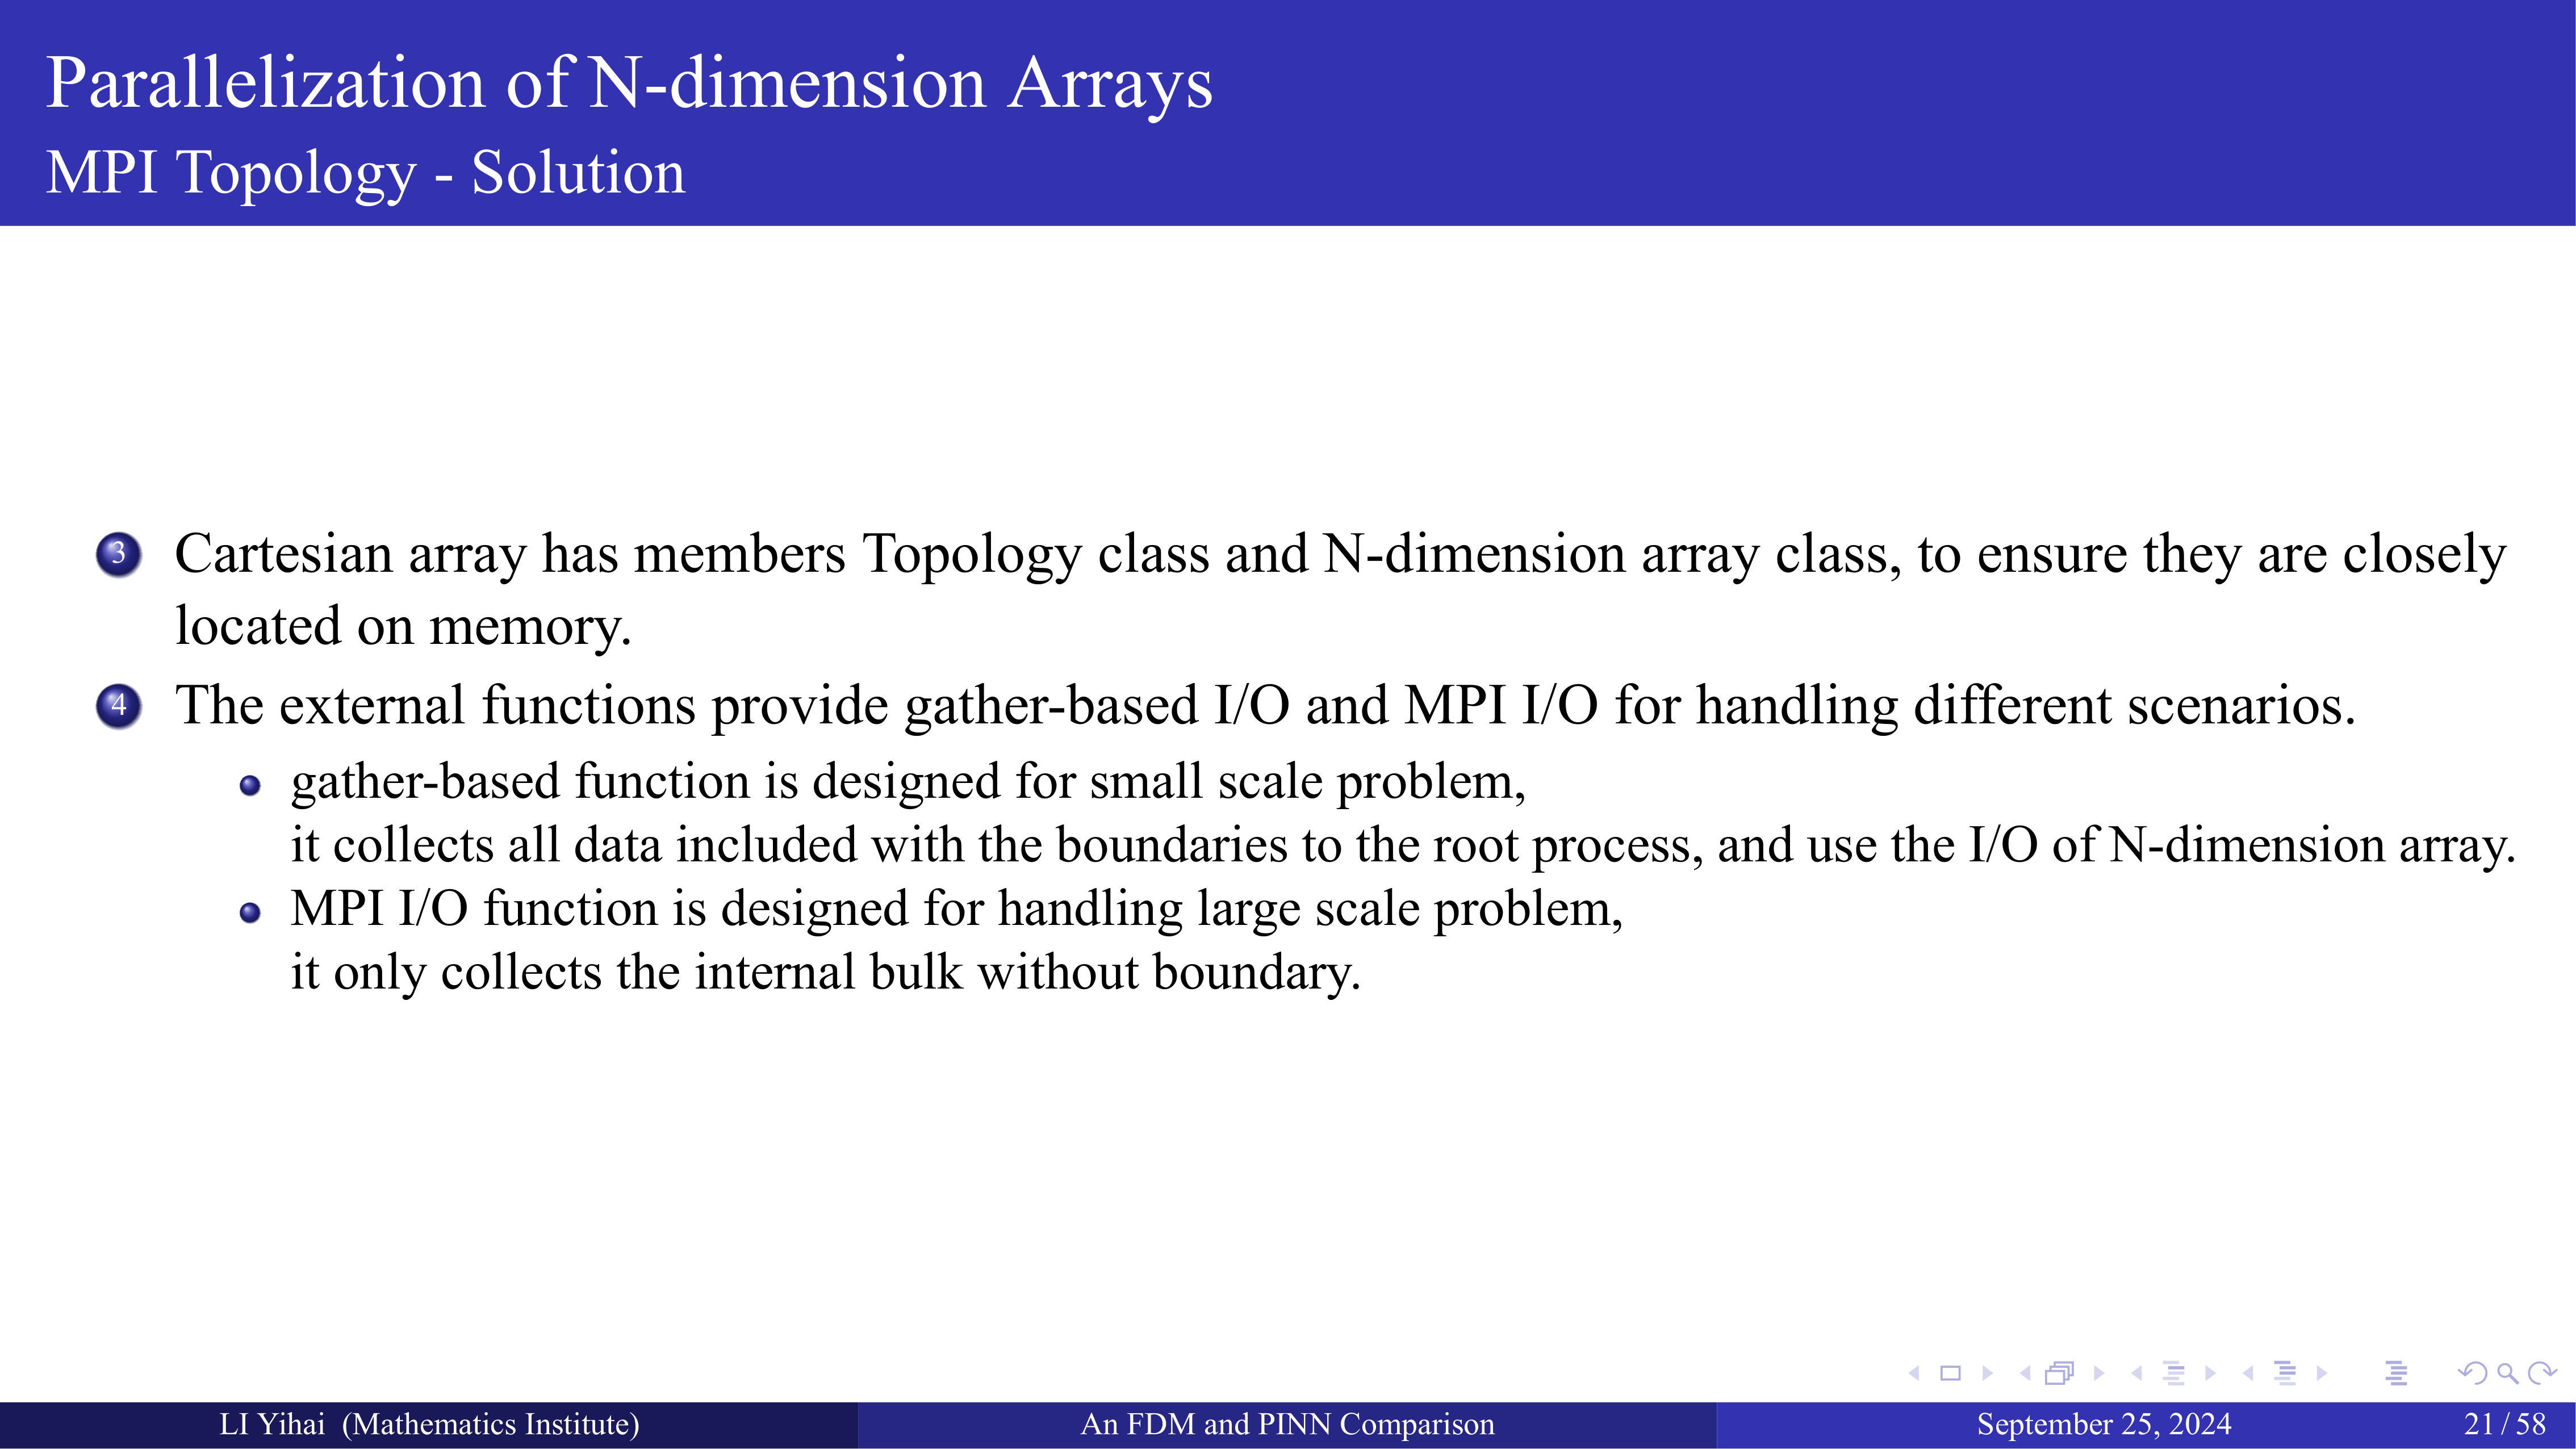 Parallelization of N-dimension Arrays
MPI Topology - Solution
3 Cartesian array has members Topology class and N-dimension array class, to ensure they are closely
located on memory.
4 The external functions provide gather-based I/O and MPI I/O for handling different scenarios.
gather-based function is designed for small scale problem,
it collects all data included with the boundaries to the root process, and use the I/O of N-dimension array.
MPI I/O function is designed for handling large scale problem,
it only collects the internal bulk without boundary.
LI Yihai (Mathematics Institute) An FDM and PINN Comparison September 25, 2024 21 / 58